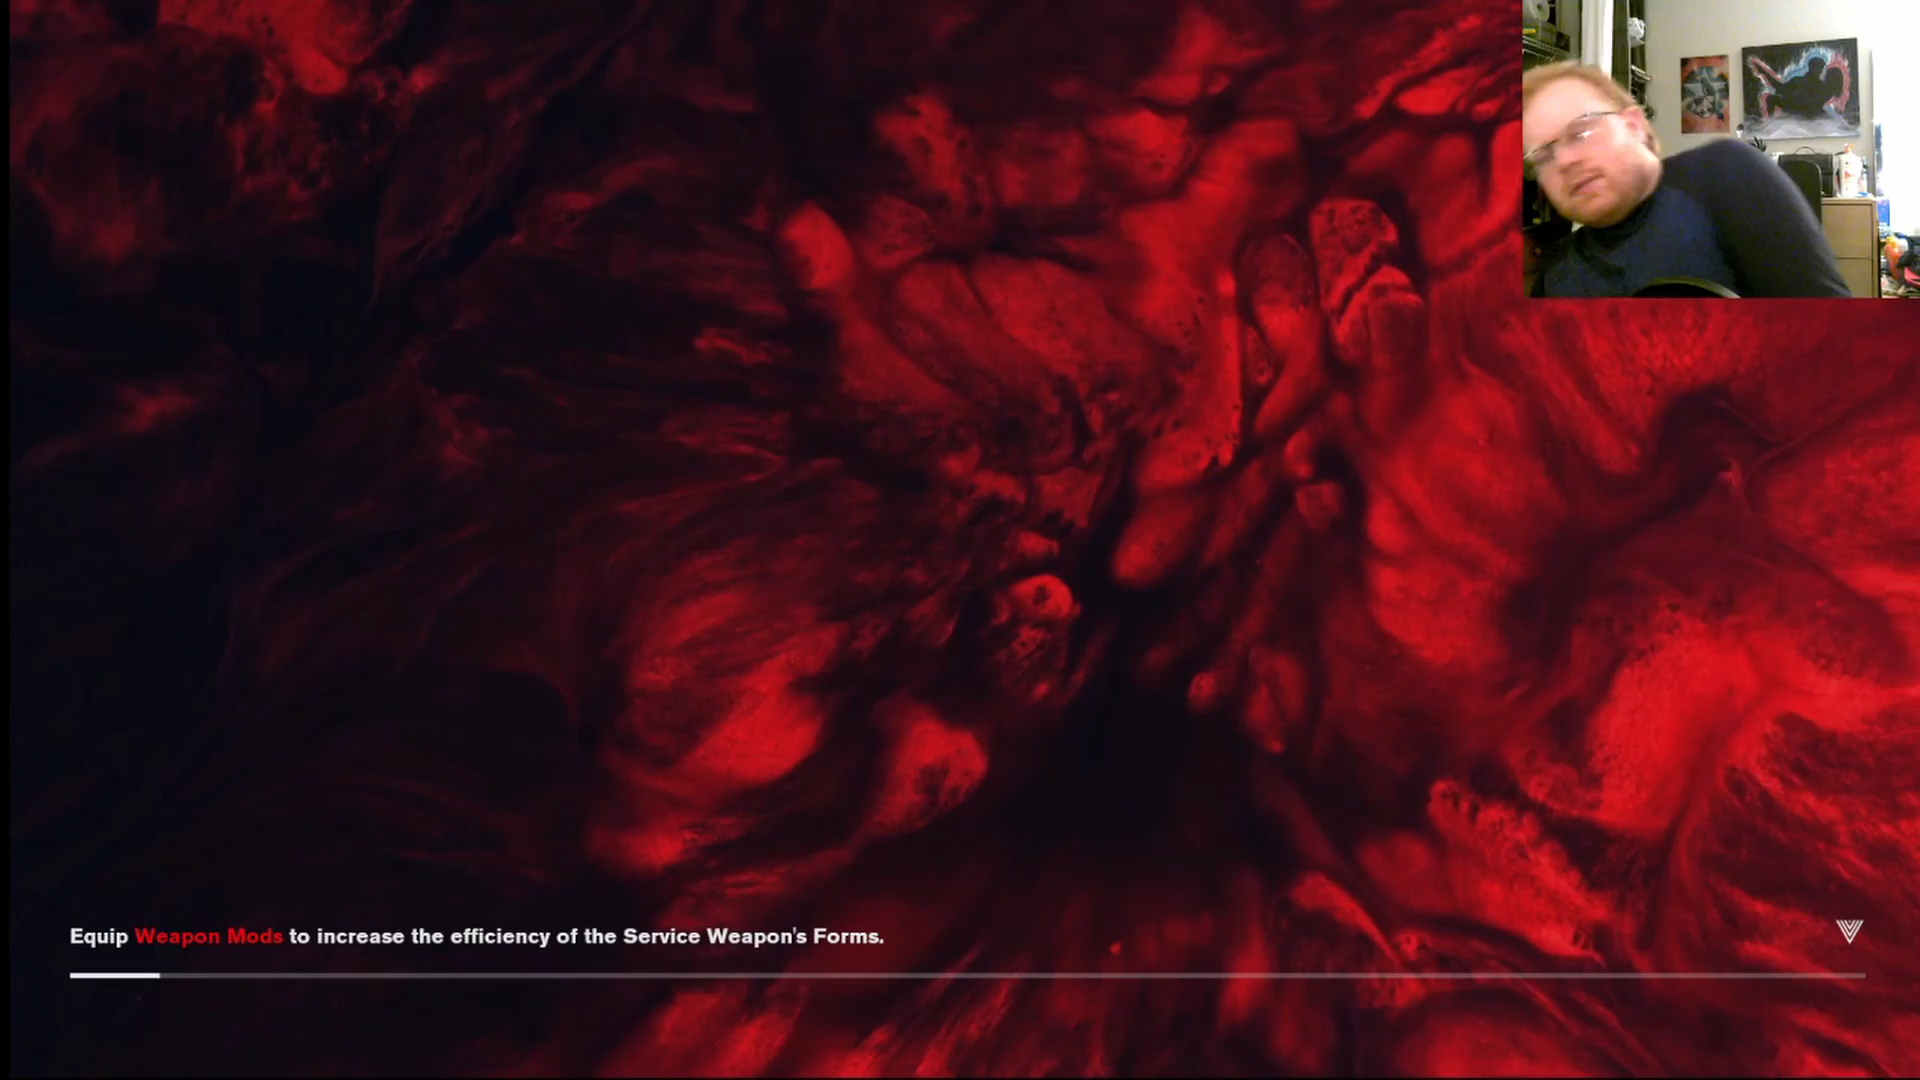 Equip Weapon Mods to increase the efficiency of the Service Weapon's Forms.